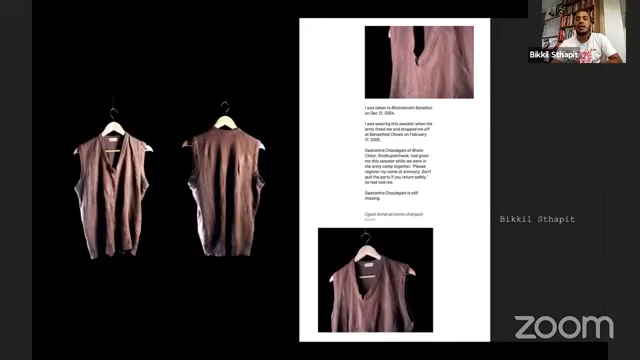 Bikkil Sthapit
I was taken to Bhairabnath Battalion
on Dec 12, 2004.
I was wearing this sweater when the
army freed me and dropped me off
at Balkhu Chowk on February
17, 2005.
Swatantra Chaulagain of Bhote
Chaur, Sindhupalchwok, had given
me this sweater while we were in
the army camp together. "Please
register my name at Amnesty. Don't
quit the party if you return safely,"
he had told me.
Swatantra Chaulagain is still
missing.
Ujjwal Acharya (name changed)
Bikkil Sthapit
zoom